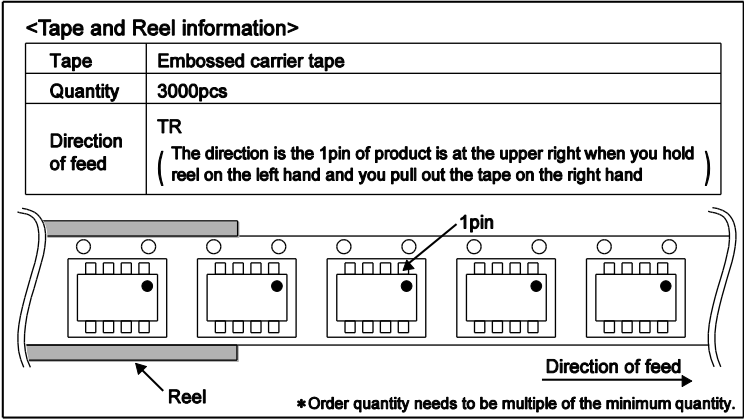 <Tape and Reel information>
Tape Embossed carrier tape
Quantity 3000pcs
Direction of feed TR
( The direction is the 1pin of product is at the upper right when you hold
reel on the left hand and you pull out the tape on the right hand )
1pin
Direction of feed
Reel
*Order quantity needs to be multiple of the minimum quantity.